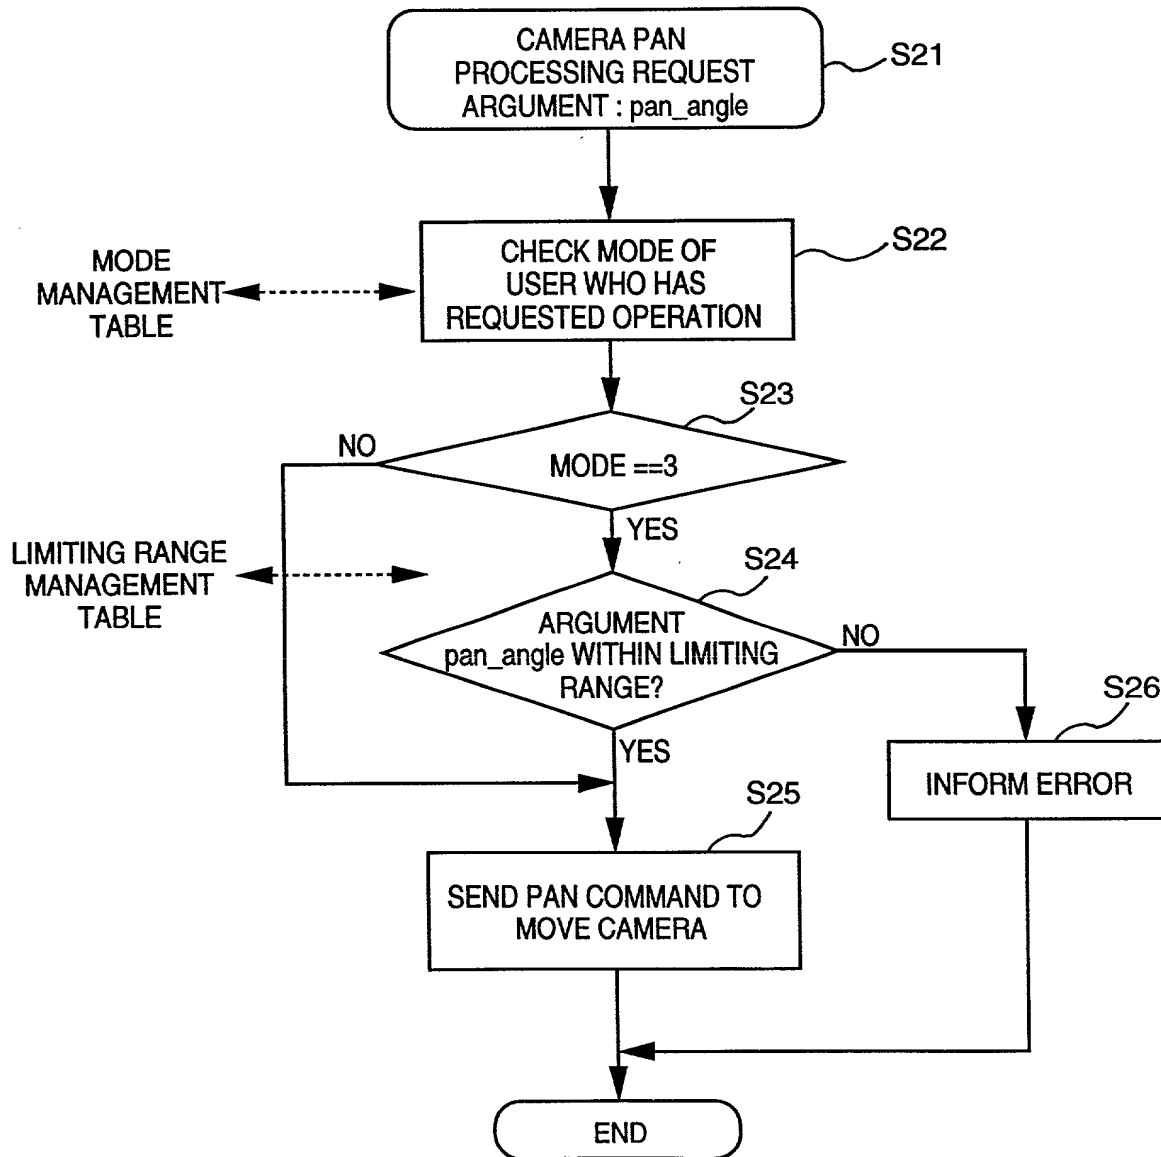 CAMERA PAN
PROCESSING REQUEST
ARGUMENT : pan_angle
S21
MODE
MANAGEMENT
TABLE
CHECK MODE OF
USER WHO HAS
REQUESTED OPERATION
S22
S23
NO
MODE ==3
YES
LIMITING RANGE
MANAGEMENT
TABLE
S24
ARGUMENT
pan_angle WITHIN LIMITING
RANGE?
NO
YES
S26
INFORM ERROR
S25
SEND PAN COMMAND TO
MOVE CAMERA
END